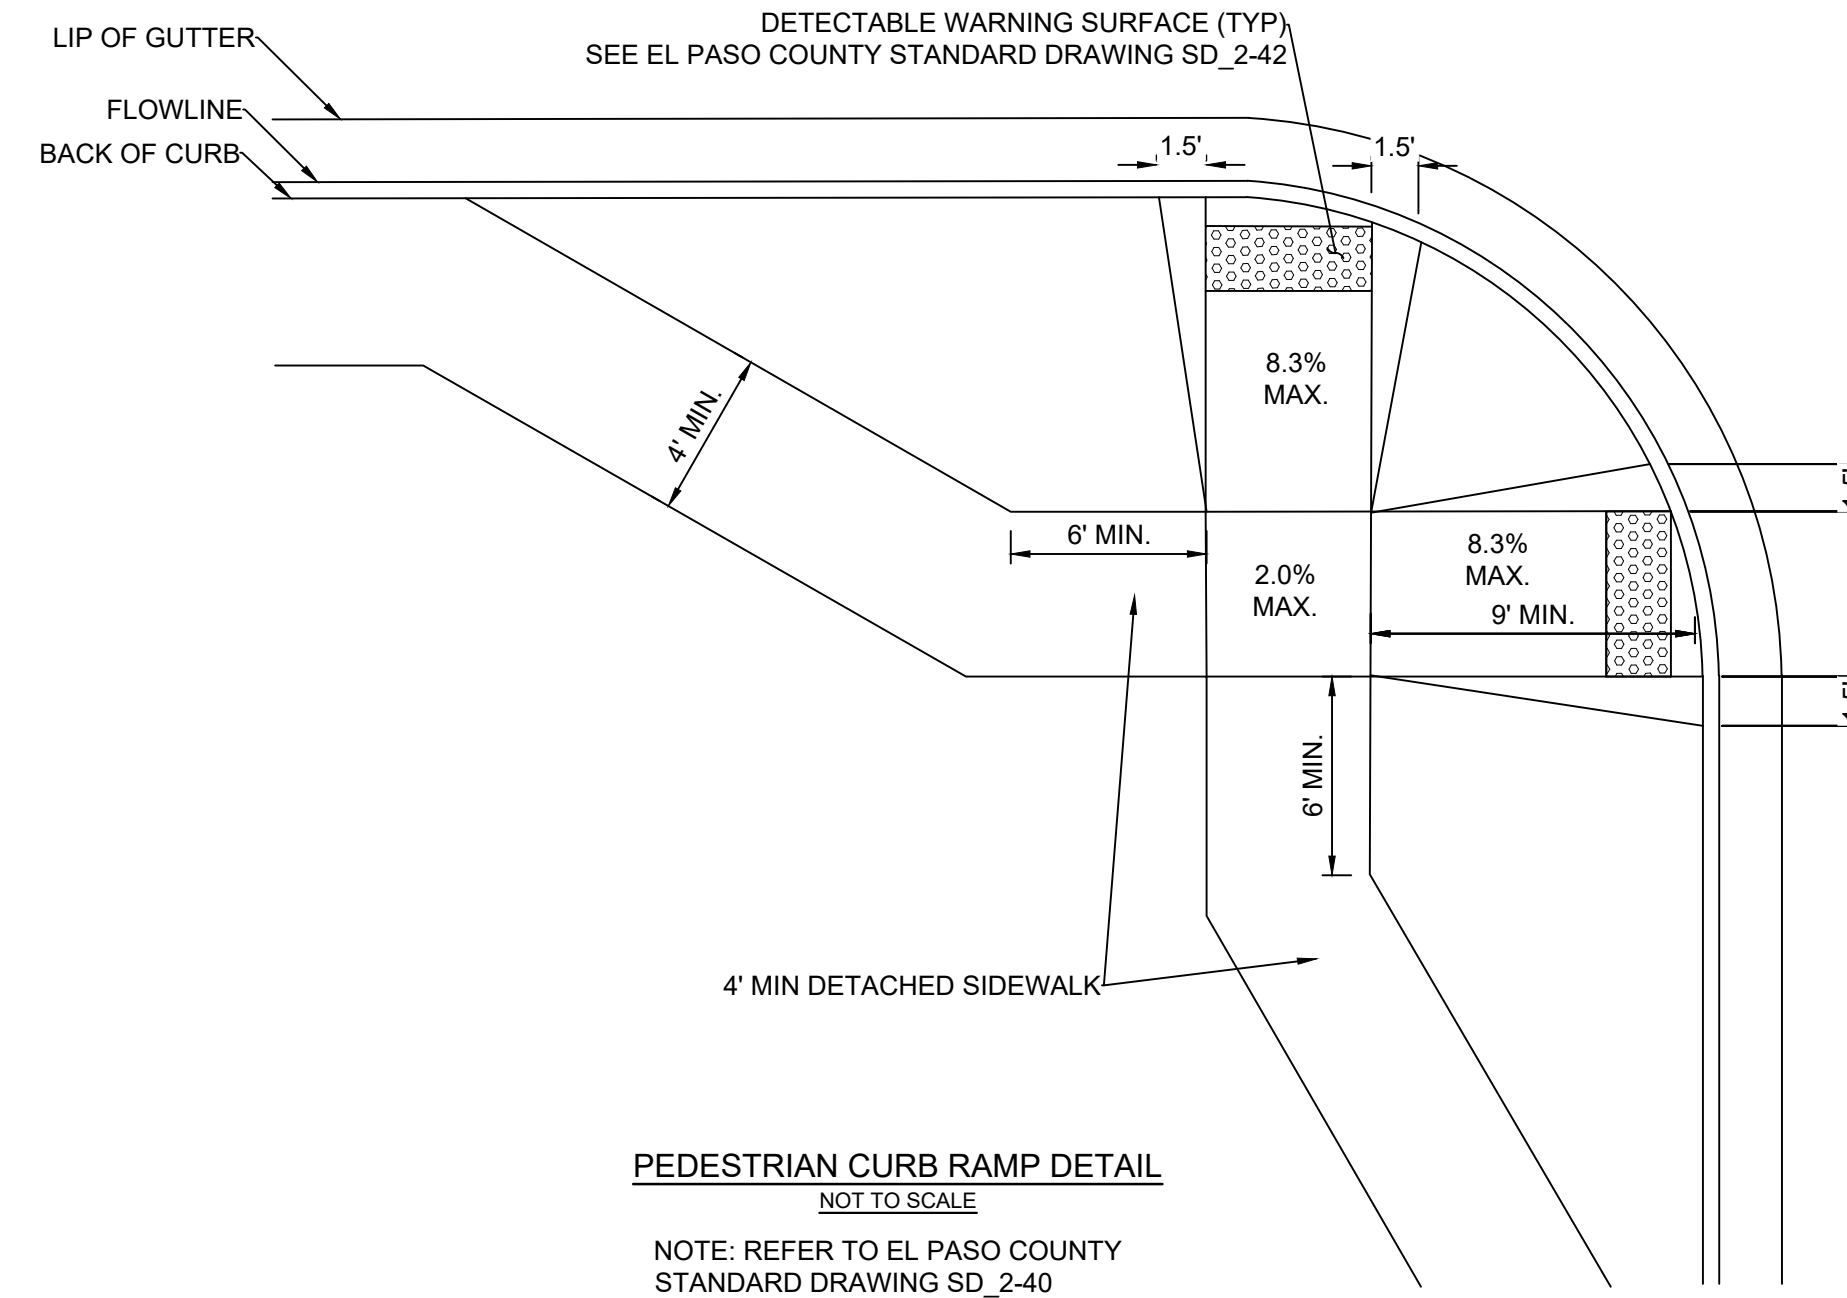 DETECTABLE WARNING SURFACE (TYP)
SEE EL PASO COUNTY STANDARD DRAWING SD_2-42
LIP OF GUTTER
FLOWLINE
BACK OF CURB
1.5'
1.5'
8.3%
MAX.
4' MIN.
6' MIN.
2.0%
MAX.
8.3%
MAX.
9' MIN.
6' MIN.
4' MIN DETACHED SIDEWALK
PEDESTRIAN CURB RAMP DETAIL
NOT TO SCALE
NOTE: REFER TO EL PASO COUNTY
STANDARD DRAWING SD_2-40